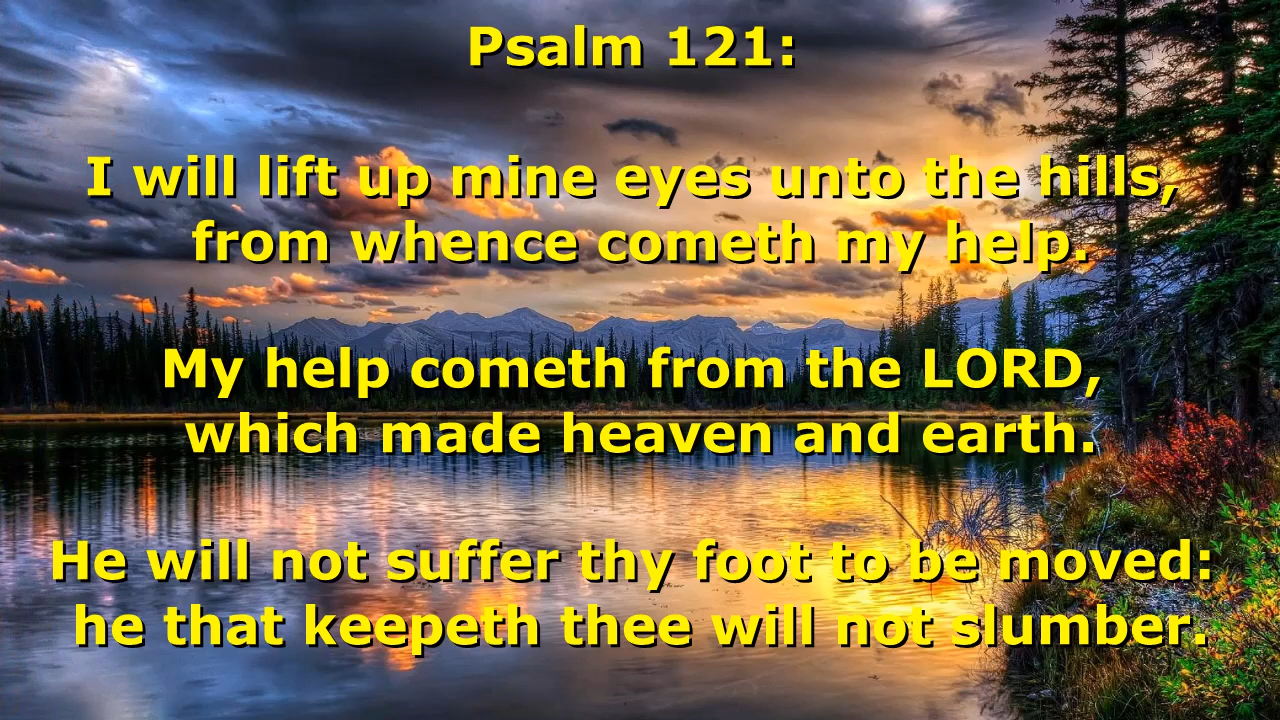 Psalm 121:
I will lift up mine eyes unto the hills,
from whence cometh my help.
My help cometh from the LORD,
which made heaven and earth.
He will not suffer thy foot to be moved:
he that keepeth thee will not slumber.